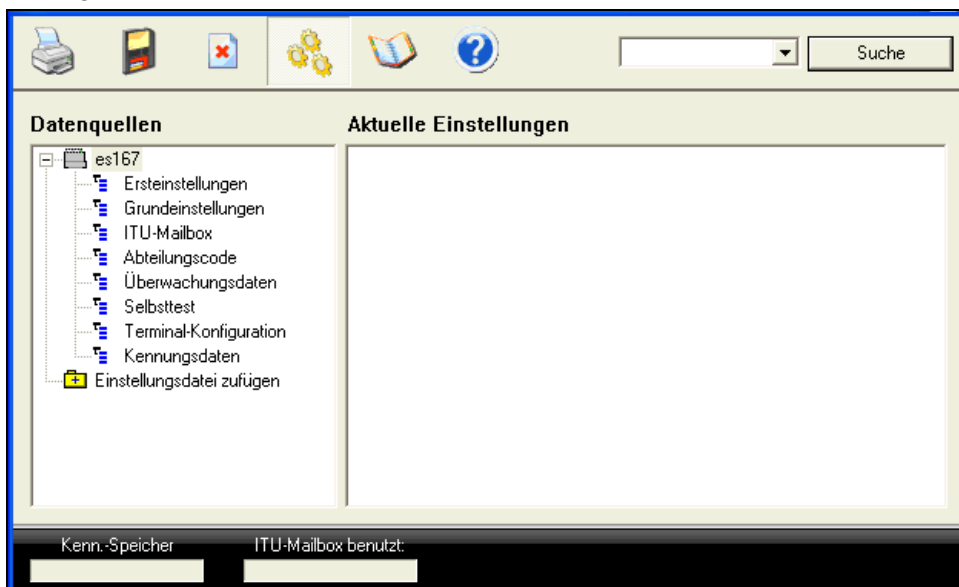 Suche
Datenquellen
Aktuelle Einstellungen
es167
Ersteinstellungen
Grundeinstellungen
ITU-Mailbox
Abteilungscode
Überwachungsdaten
Selbsttest
Terminal-Konfiguration
Kennungsdaten
Einstellungsdatei zufügen
Kenn.-Speicher
ITU-Mailbox benutzt: